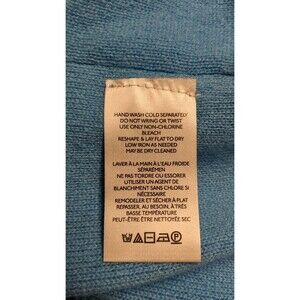 HAND WASH COLD SEPARATELY
DO NOT WRING OR TWIST
USE ONLY NON-CHLORINE
BLEACH
RESHAPE & LAY FLAT TO DRY
LOW IRON AS NEEDED
MAY BE DRY CLEANED
LAVER À LA MAIN À L'EAU FROIDE
SÉPARÉMEN
NE PAS TORDRE OU ESSORER
UTILISER UN AGENT DE
BLANCHIMENT SANS CHLORE SI
NÉCESSAIRE
REMODELER ET SÉCHER À PLAT
REPASSER, AU BESOIN, À TRÈS
BASSE TEMPÉRATURE
PEUT-ÊTRE ÊTRE NETTOYÉE SEC